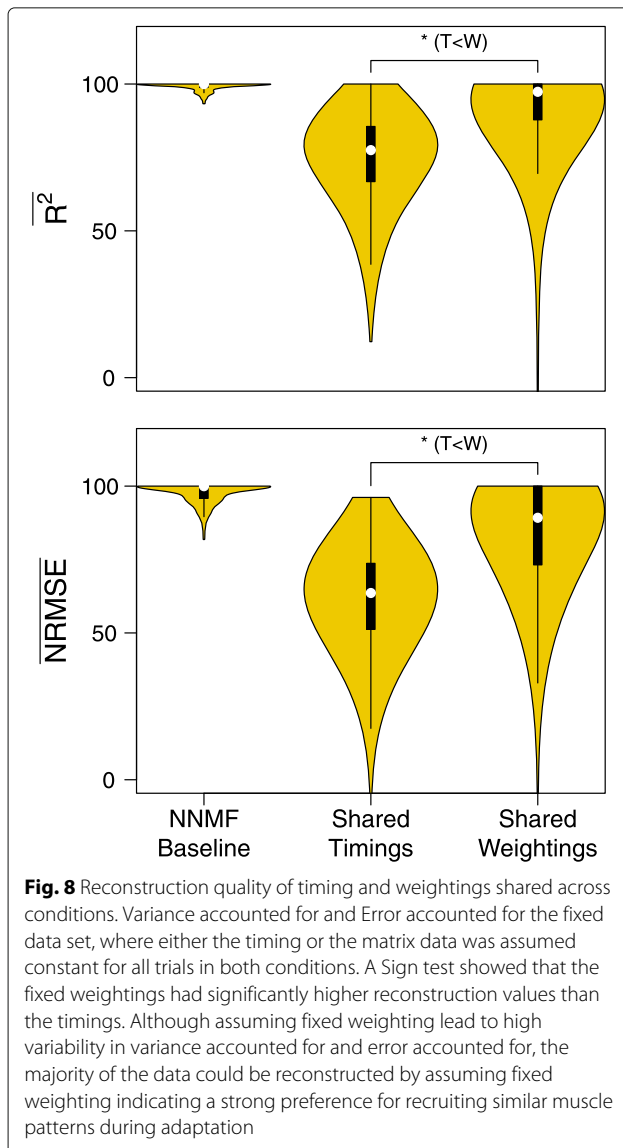 * (T<W)
100
50
0
R²
* (T<W)
100
50
0
NRMSE
NNMF
Baseline
Shared
Timings
Shared
Weightings
Fig. 8 Reconstruction quality of timing and weightings shared across
conditions. Variance accounted for and Error accounted for the fixed
data set, where either the timing or the matrix data was assumed
constant for all trials in both conditions. A Sign test showed that the
fixed weightings had significantly higher reconstruction values than
the timings. Although assuming fixed weighting lead to high
variability in variance accounted for and error accounted for, the
majority of the data could be reconstructed by assuming fixed
weighting indicating a strong preference for recruiting similar muscle
patterns during adaptation